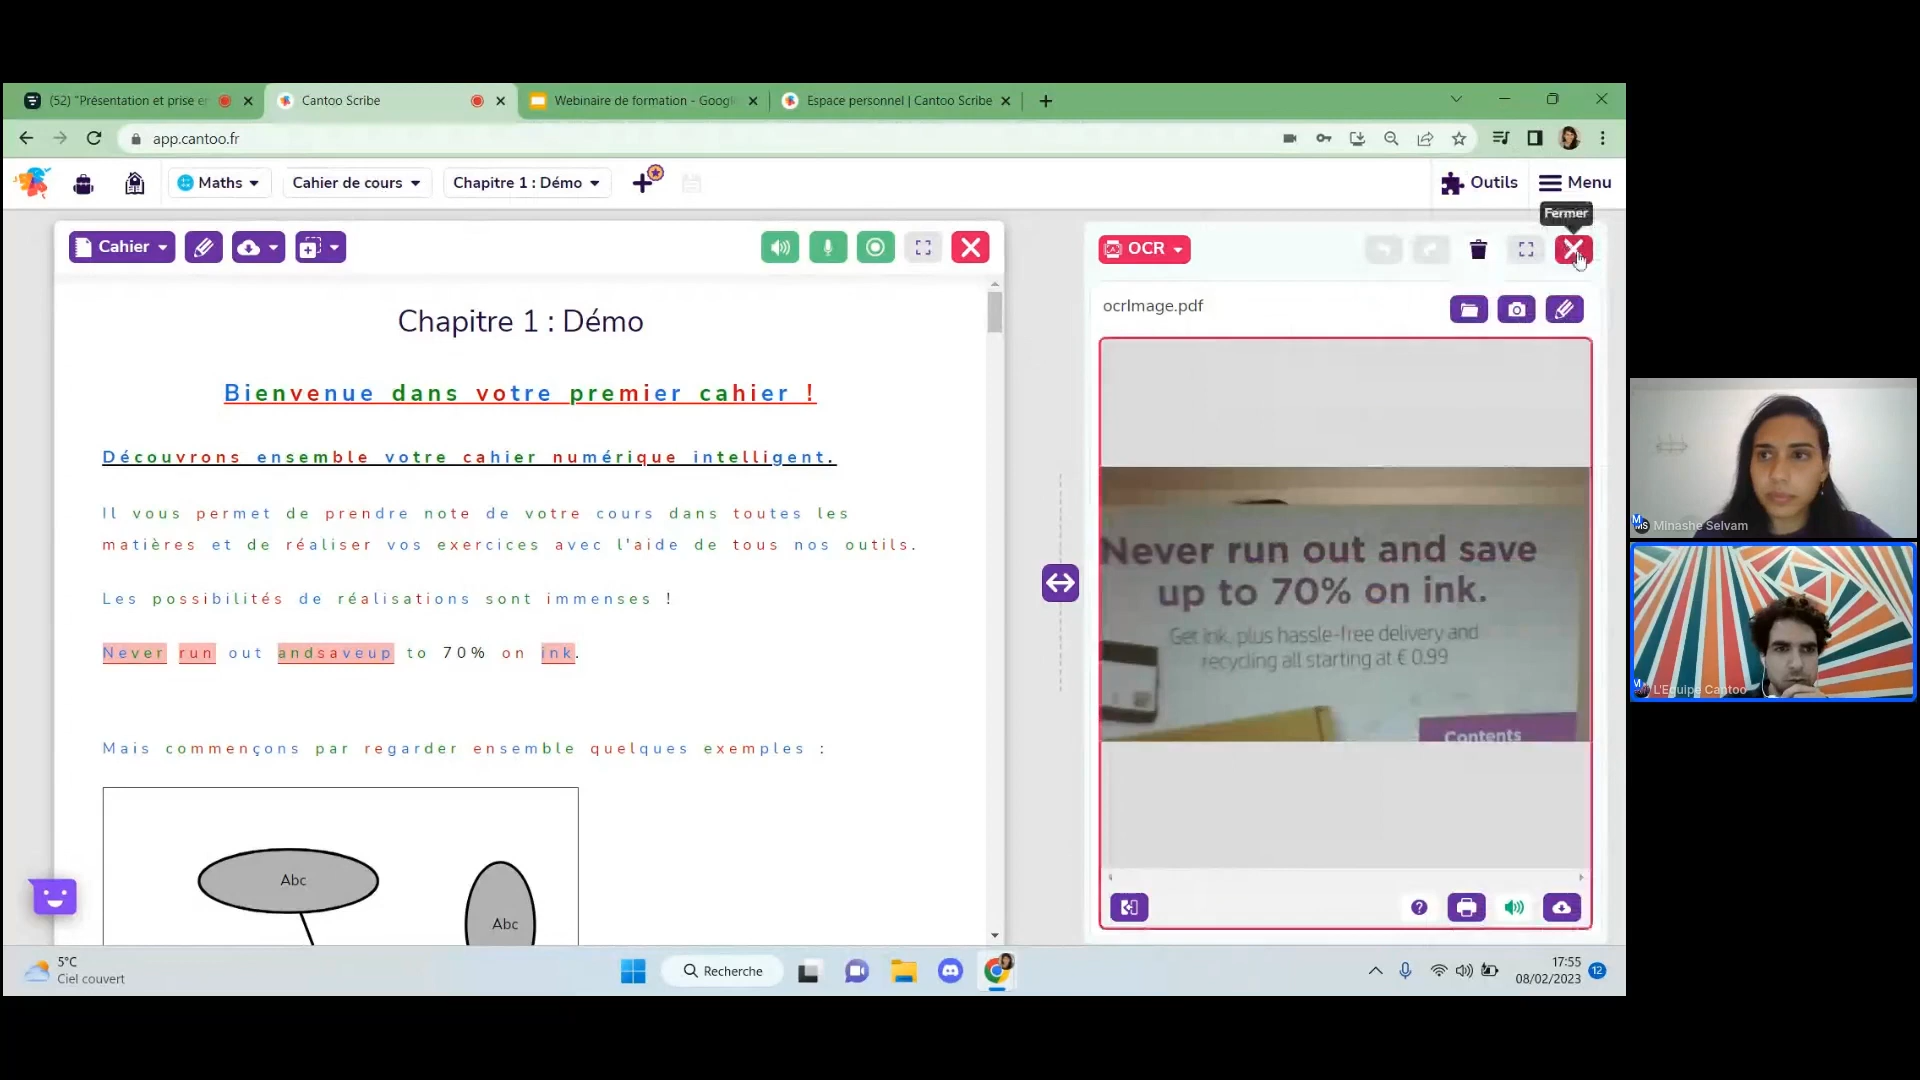 (52) "Présentation et prise er
Cantoo Scribe
Webinaire de formation - Googl
Espace personnel | Cantoo Scribe
app.cantoo.fr
Maths
Cahier de cours
Chapitre 1 : Démo
Outils
Menu
Fermer
Cahier
OCR
ocrImage.pdf
Chapitre 1 : Démo
Bienvenue dans votre premier cahier !
Découvrons ensemble votre cahier numérique intelligent.
Il vous permet de prendre note de votre cours dans toutes les
matières et de réaliser vos exercices avec l'aide de tous nos outils.
Les possibilités de réalisations sont immenses !
Never run out andsaveup to 70% on ink.
Mais commençons par regarder ensemble quelques exemples :
Abc
Abc
Never run out and save
up to 70% on ink.
Get ink, plus hassle-free delivery and
recycling all starting at € 0.99
Contents
Minashe Selvam
MS
L'Equipe Cantoo
5°C
Ciel couvert
Recherche
17:55
08/02/2023
12